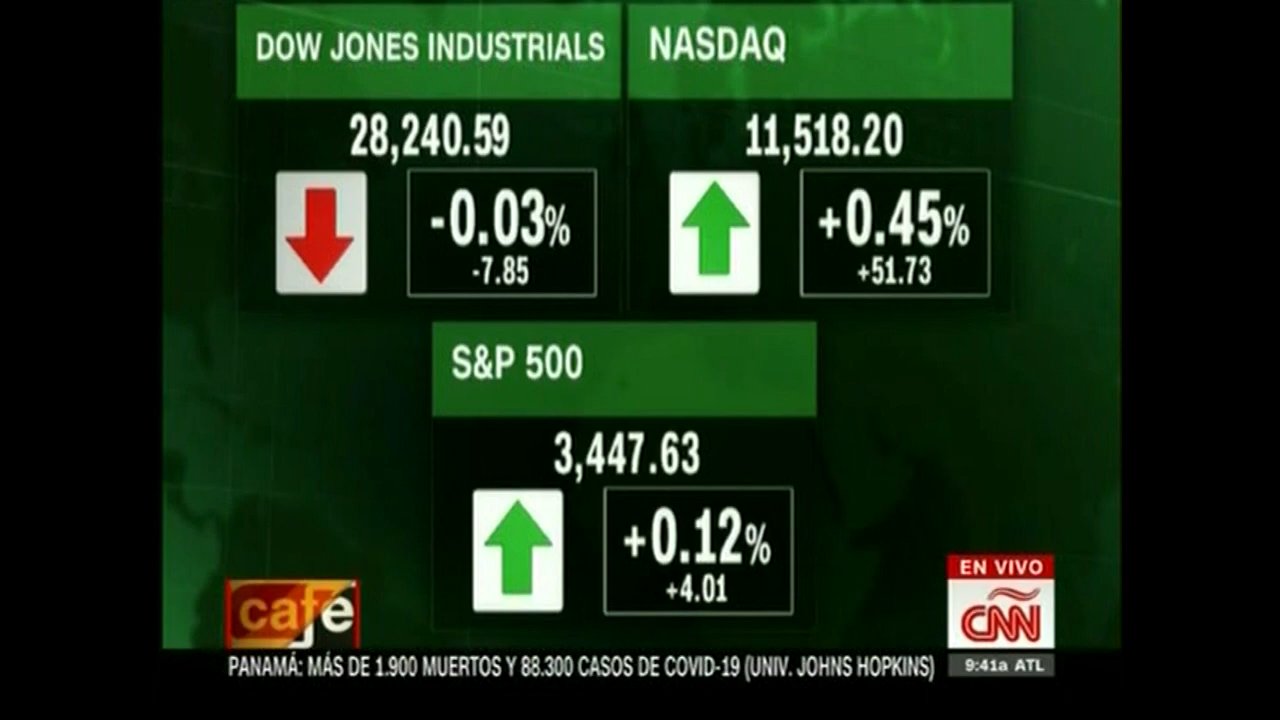 DOW JONES INDUSTRIALS
28,240.59
-0.03%
-7.85
NASDAQ
11,518.20
+0.45%
+51.73
S&P 500
3,447.63
+0.12%
+4.01
café
EN VIVO
CÑN
9:41a ATL
PANAMÁ: MÁS DE 1.900 MUERTOS Y 88.300 CASOS DE COVID-19 (UNIV. JOHNS HOPKINS)